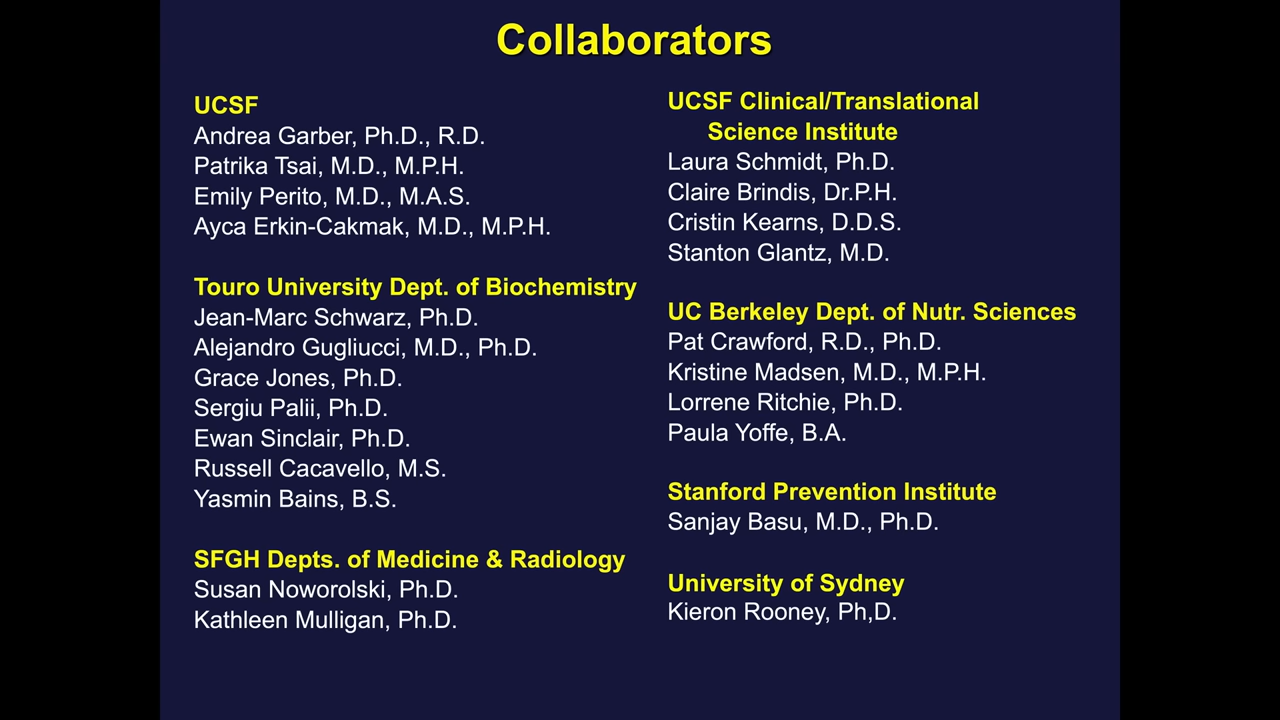 Collaborators
UCSF
Andrea Garber, Ph.D., R.D.
Patrika Tsai, M.D., M.P.H.
Emily Perito, M.D., M.A.S.
Ayca Erkin-Cakmak, M.D., M.P.H.
Touro University Dept. of Biochemistry
Jean-Marc Schwarz, Ph.D.
Alejandro Gugliucci, M.D., Ph.D.
Grace Jones, Ph.D.
Sergiu Palii, Ph.D.
Ewan Sinclair, Ph.D.
Russell Cacavello, M.S.
Yasmin Bains, B.S.
SFGH Depts. of Medicine & Radiology
Susan Noworolski, Ph.D.
Kathleen Mulligan, Ph.D.
UCSF Clinical/Translational
Science Institute
Laura Schmidt, Ph.D.
Claire Brindis, Dr.P.H.
Cristin Kearns, D.D.S.
Stanton Glantz, M.D.
UC Berkeley Dept. of Nutr. Sciences
Pat Crawford, R.D., Ph.D.
Kristine Madsen, M.D., M.P.H.
Lorrene Ritchie, Ph.D.
Paula Yoffe, B.A.
Stanford Prevention Institute
Sanjay Basu, M.D., Ph.D.
University of Sydney
Kieron Rooney, Ph,D.